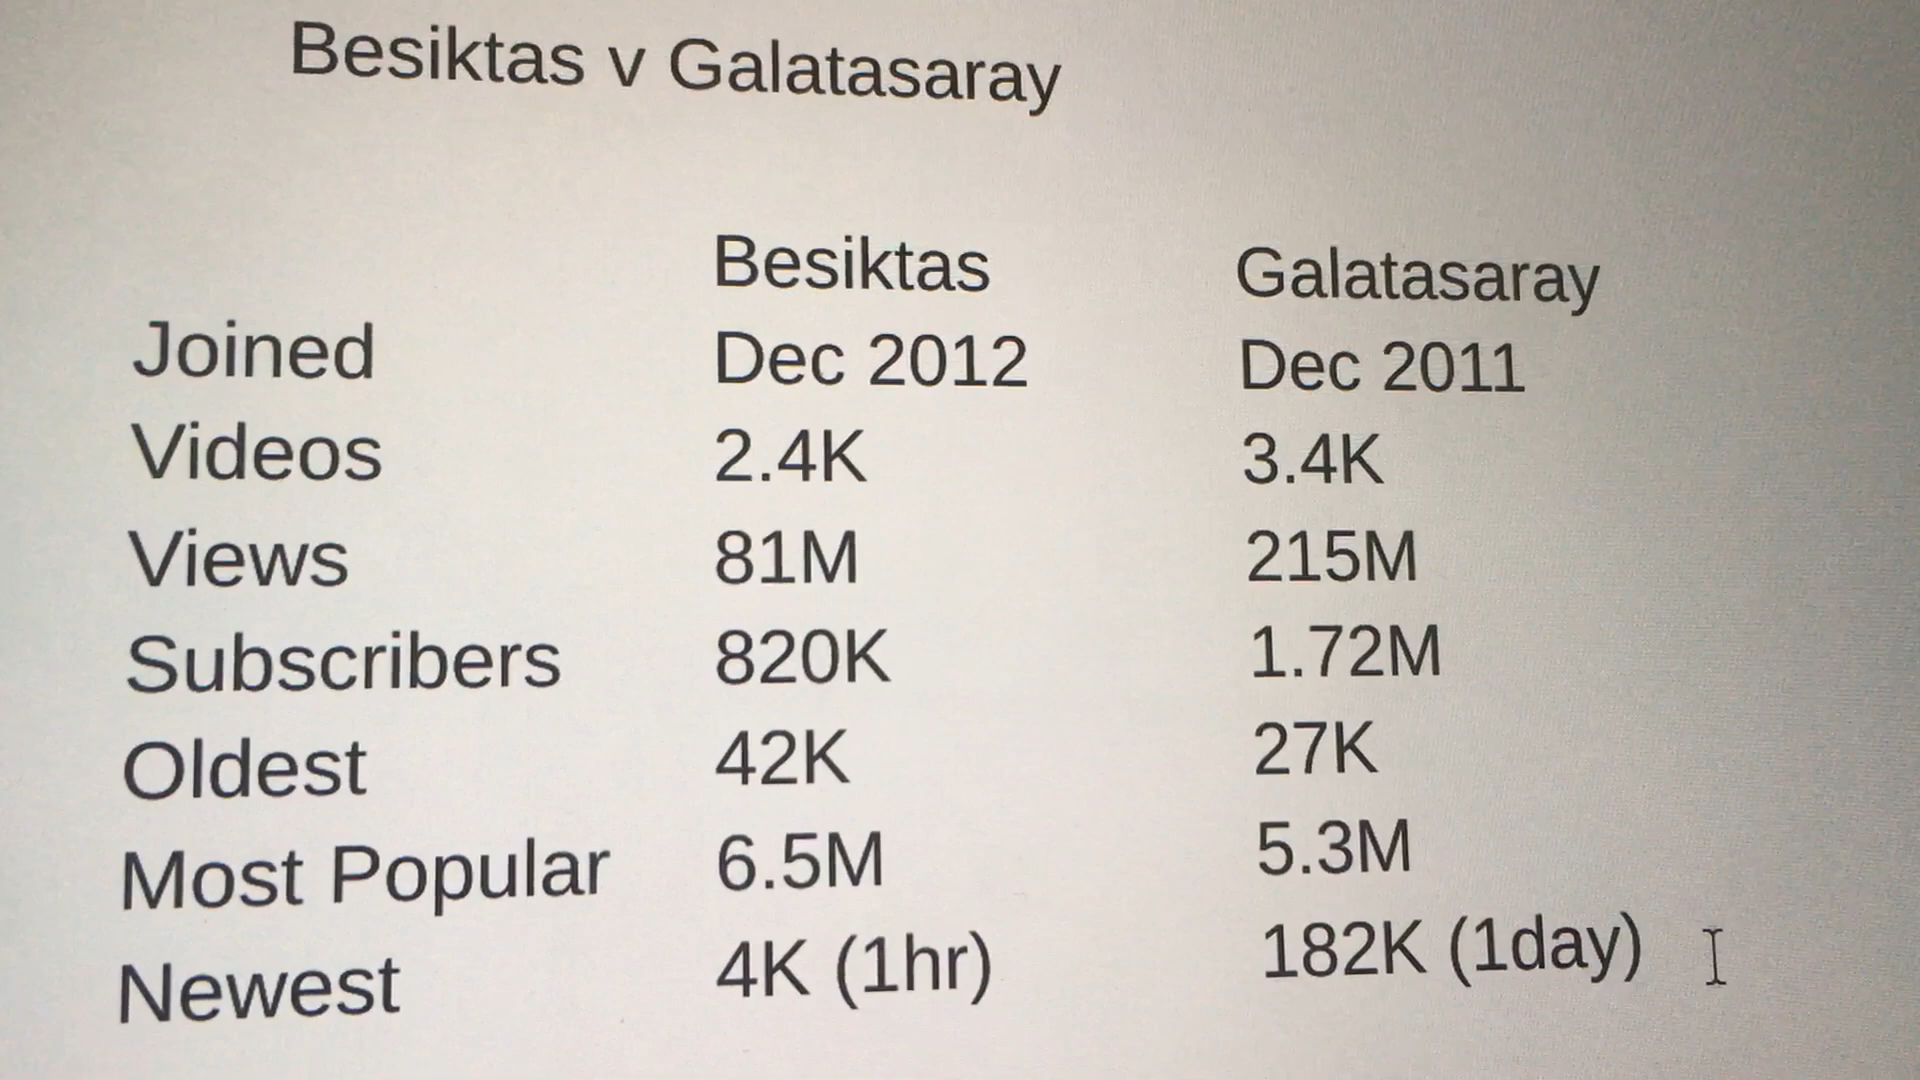 Besiktas v Galatasaray
Besiktas Galatasaray
Joined Dec 2012 Dec 2011
Videos 2.4K 3.4K
Views 81M 215M
Subscribers 820K 1.72M
Oldest 42K 27K
Most Popular 6.5M 5.3M
Newest 4K (1hr) 182K (1day)